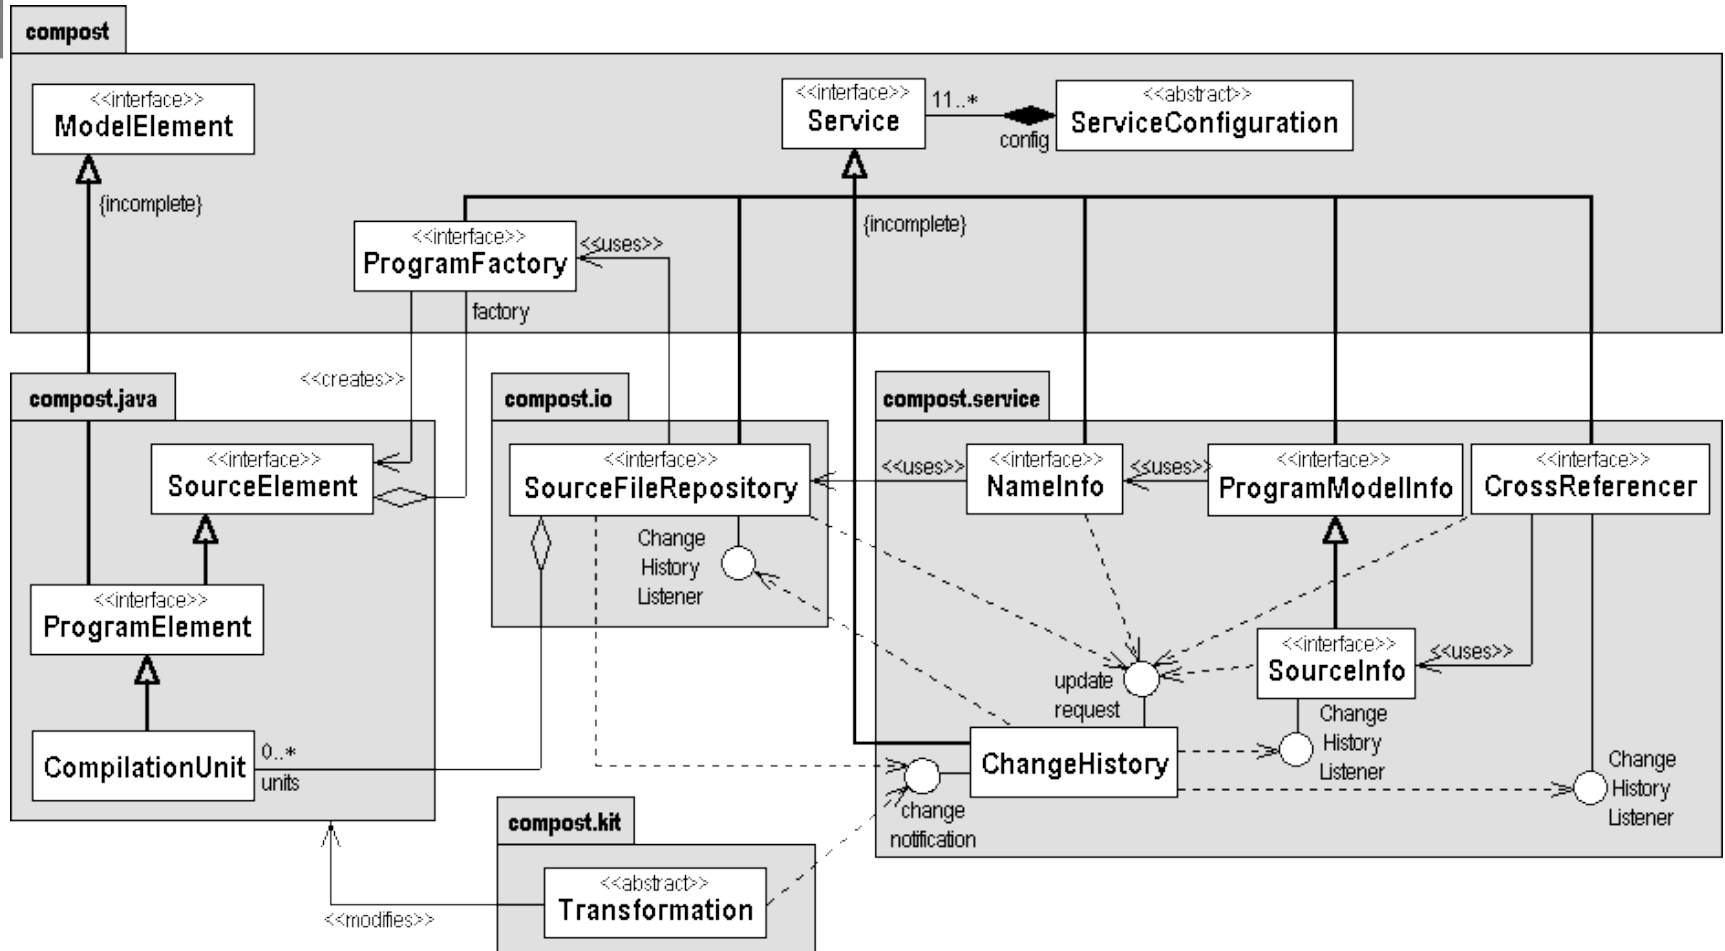 compost
<<interface>>
ModelElement
{incomplete}
<<interface>>
Service
11..*
config
<<abstract>>
ServiceConfiguration
{incomplete}
<<interface>>
ProgramFactory
<<uses>>
factory
<<creates>>
compost.java
<<interface>>
SourceElement
<<interface>>
ProgramElement
CompilationUnit
0..*
units
compost.io
<<interface>>
SourceFileRepository
Change
History
Listener
compost.service
<<uses>>
<<interface>>
NameInfo
<<uses>>
<<interface>>
ProgramModelInfo
<<interface>>
CrossReferencer
<<interface>>
SourceInfo
<<uses>>
update
request
Change
History
Listener
ChangeHistory
Change
History
Listener
change
notification
compost.kit
<<abstract>>
Transformation
<<modifies>>